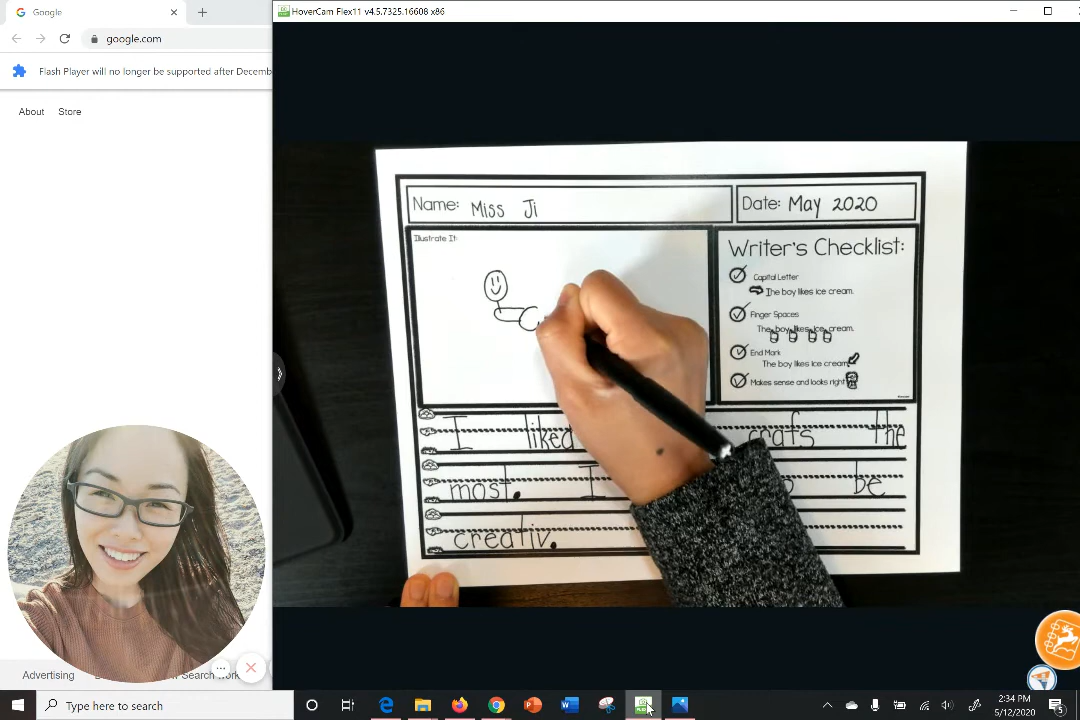 Google
HoverCam Flex11 v4.5.7325.16608 x86
google.com
Flash Player will no longer be supported after Decemb
About
Store
Name: Miss Ji
Date: May 2020
Illustrate It:
Writer's Checklist:
Capital Letter
The boy likes ice cream.
Finger Spaces
The boy likes ice cream.
End Mark
The boy likes ice cream
Makes sense and looks right
I liked crafs the
most. I be
creativ.
Advertising
Search
Type here to search
2:34 PM
5/12/2020
5